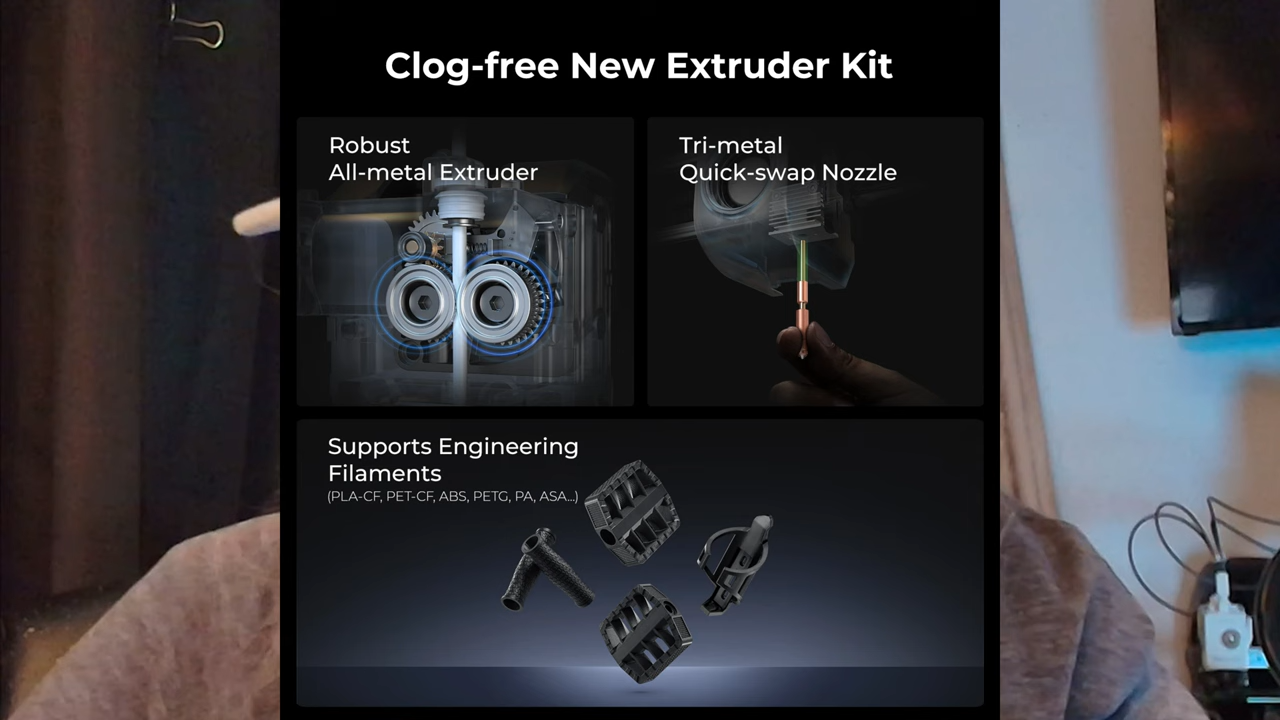 Clog-free New Extruder Kit
Robust
All-metal Extruder
Tri-metal
Quick-swap Nozzle
Supports Engineering
Filaments
(PLA-CF, PET-CF, ABS, PETG, PA, ASA...)